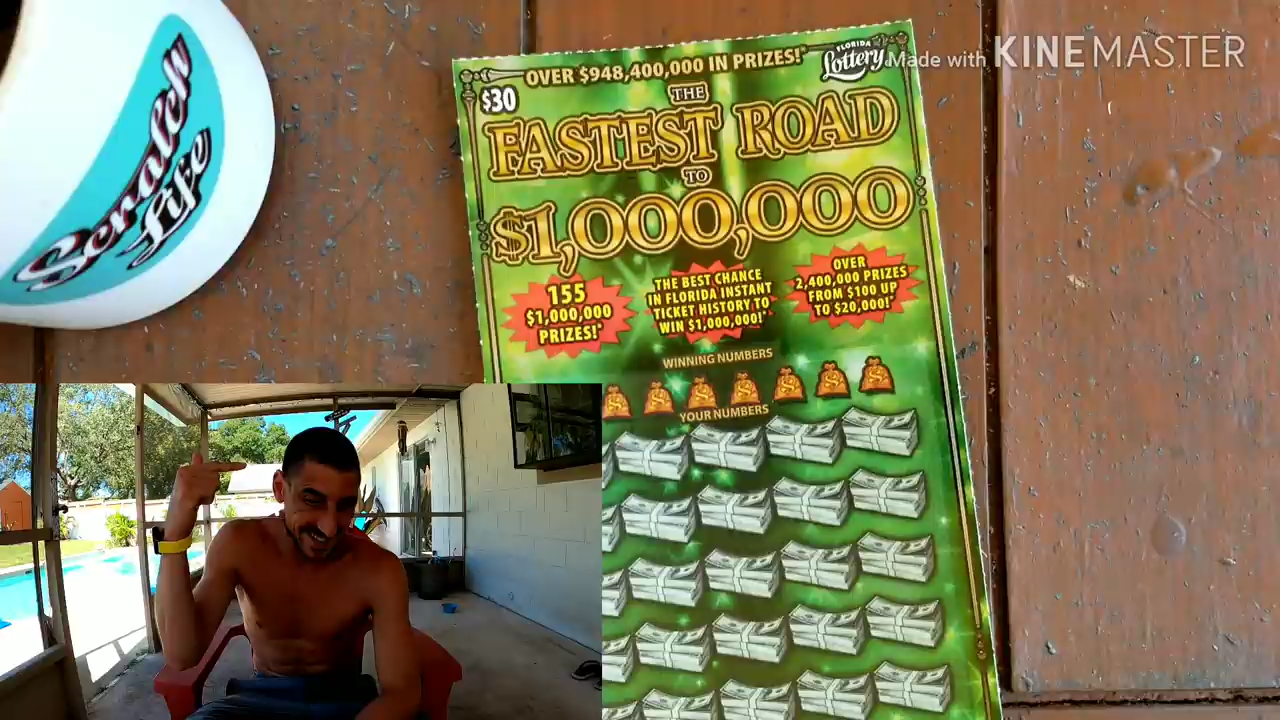 Scratch
Life
Made with KINEMASTER
OVER $948,400,000 IN PRIZES!*
FLORIDA
Lottery
$30
THE
FASTEST ROAD
TO
$1,000,000
155
$1,000,000
PRIZES!*
THE BEST CHANCE
IN FLORIDA INSTANT
TICKET HISTORY TO
WIN $1,000,000!*
OVER
2,400,000 PRIZES
FROM $100 UP
TO $20,000!*
WINNING NUMBERS
YOUR NUMBERS